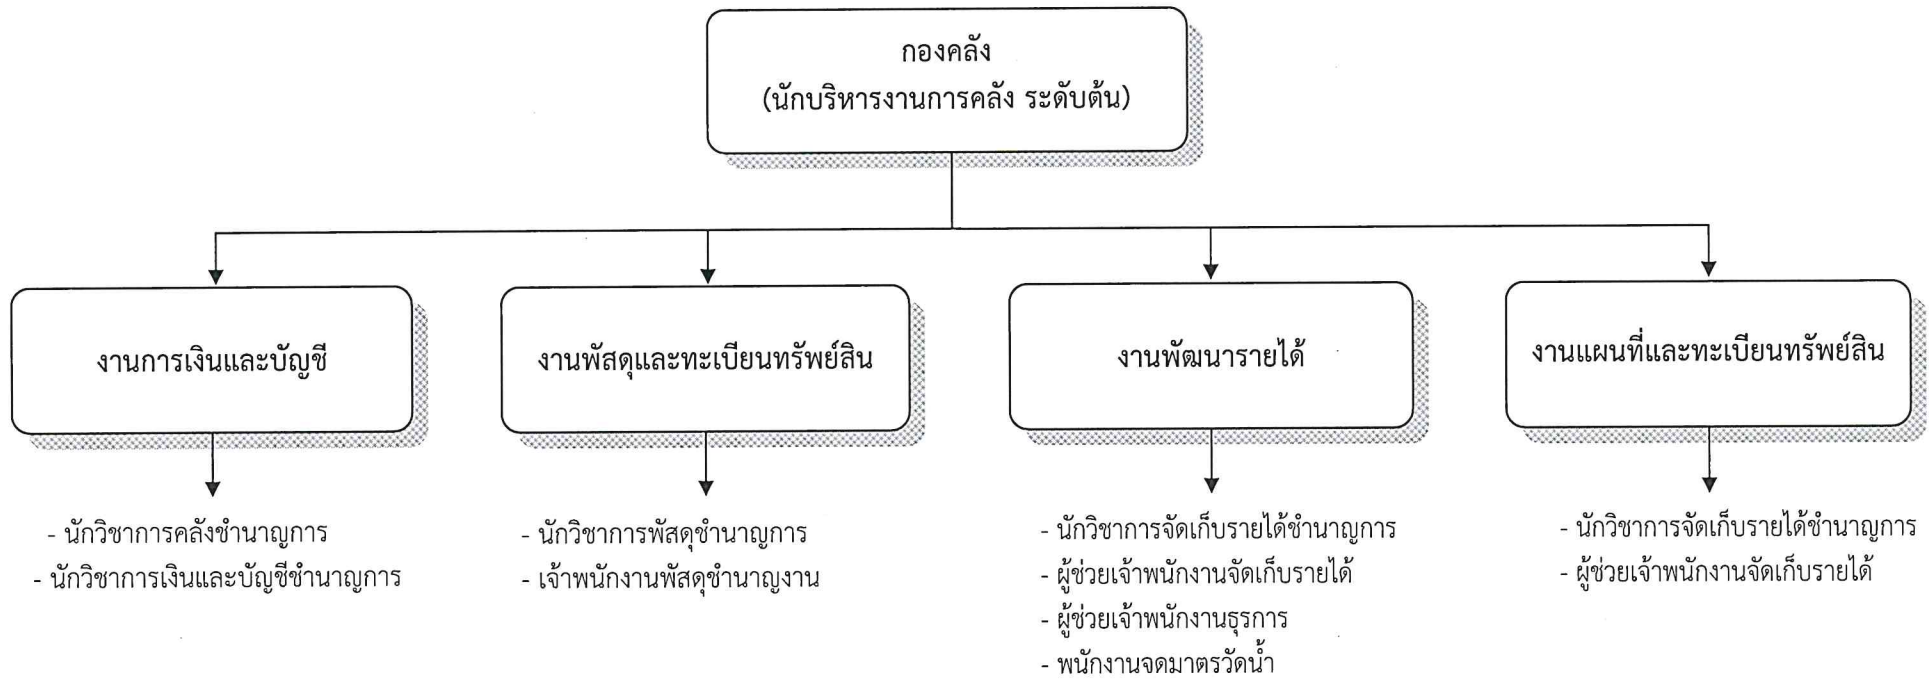 กองคลัง
(นักบริหารงานการคลัง ระดับต้น)
งานการเงินและบัญชี
งานพัสดุและทะเบียนทรัพย์สิน
งานพัฒนารายได้
งานแผนที่และทะเบียนทรัพย์สิน
- นักวิชาการคลังชำนาญการ
- นักวิชาการเงินและบัญชีชำนาญการ
- นักวิชาการพัสดุชำนาญการ
- เจ้าพนักงานพัสดุชำนาญงาน
- นักวิชาการจัดเก็บรายได้ชำนาญการ
- ผู้ช่วยเจ้าพนักงานจัดเก็บรายได้
- ผู้ช่วยเจ้าพนักงานธุรการ
- พนักงานจดมาตรวัดน้ำ
- นักวิชาการจัดเก็บรายได้ชำนาญการ
- ผู้ช่วยเจ้าพนักงานจัดเก็บรายได้